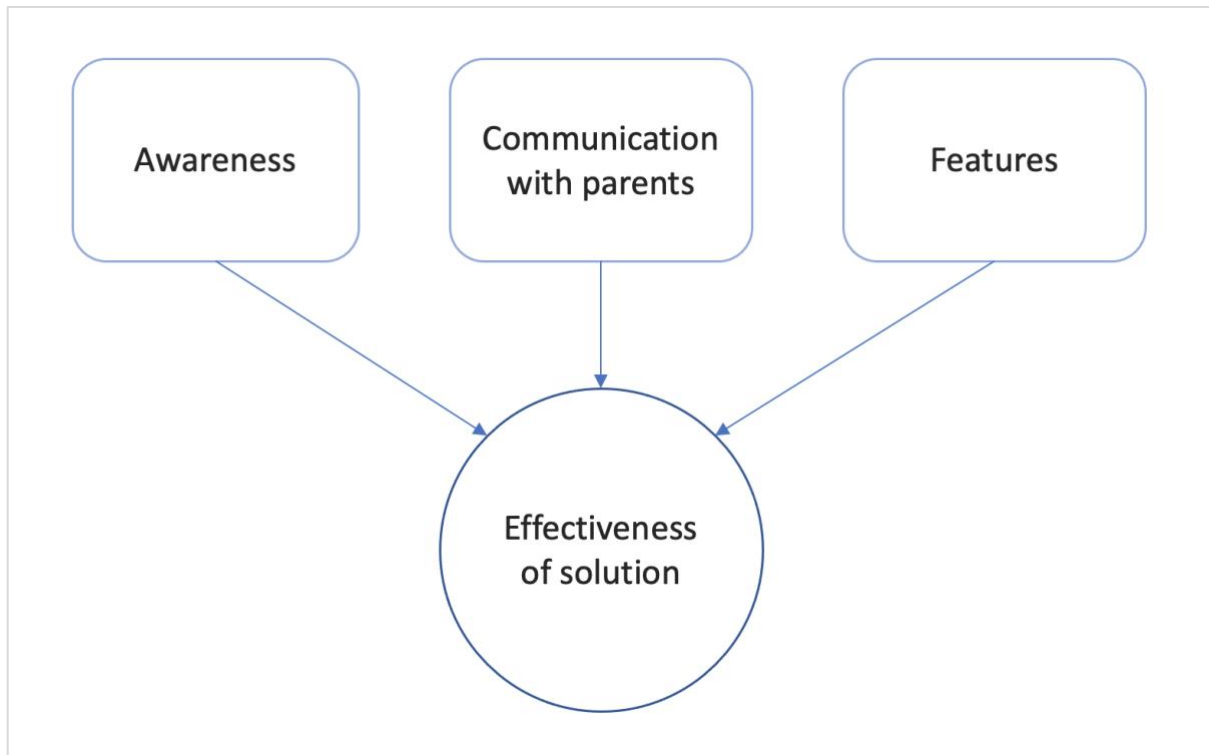 Awareness
Communication
with parents
Features
Effectiveness
of solution